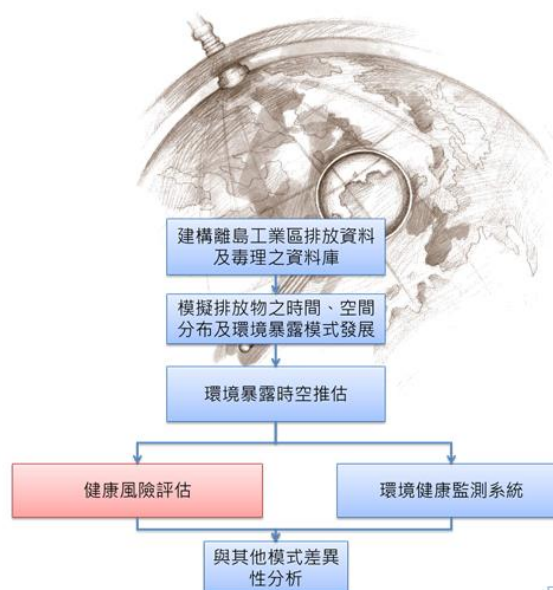 建構離島工業區排放資料
及毒理之資料庫
模擬排放物之時間、空間
分布及環境暴露模式發展
環境暴露時空推估
健康風險評估
環境健康監測系統
與其他模式差異
性分析